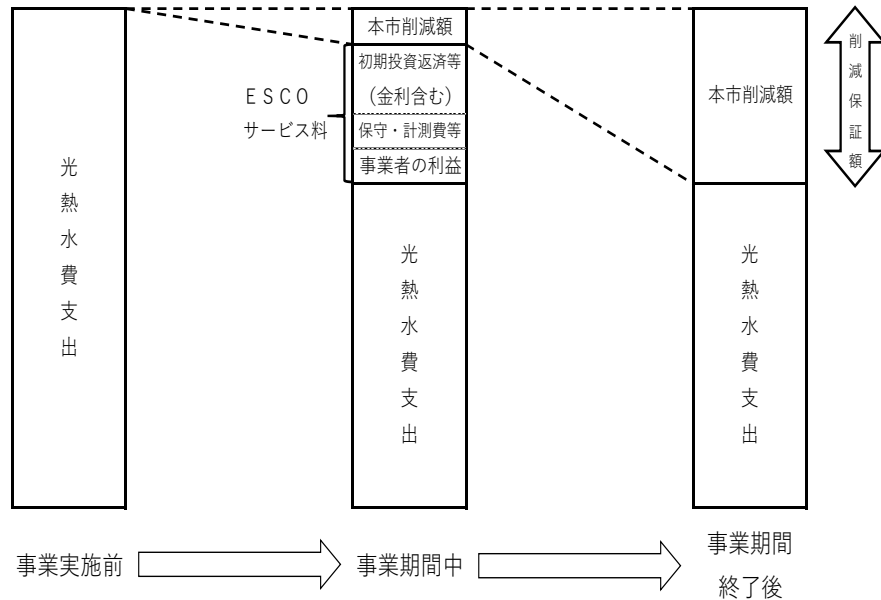 光熱水費支出
ＥＳＣＯ
サービス料
本市削減額
初期投資返済等
（金利含む）
保守・計測費等
事業者の利益
光熱水費支出
本市削減額
光熱水費支出
削減保証額
事業実施前
事業期間中
事業期間
終了後